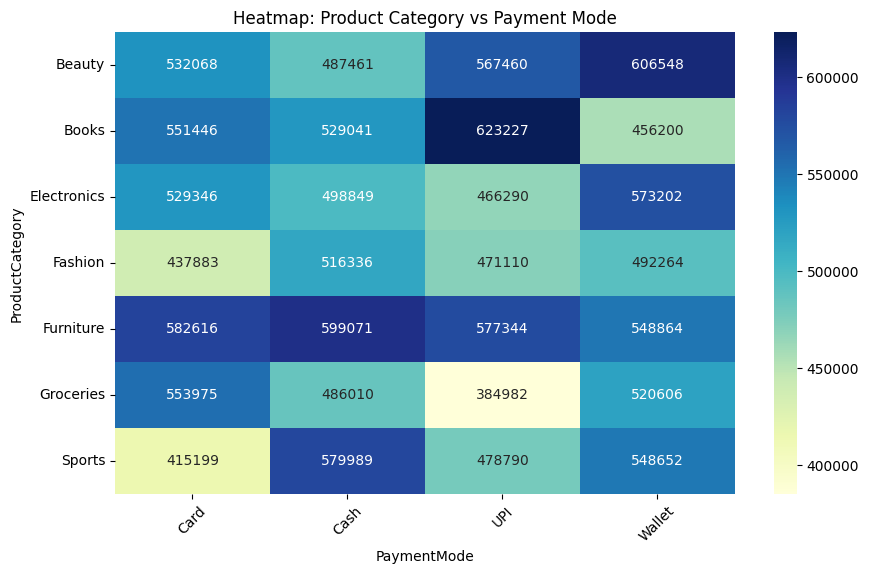 Heatmap: Product Category vs Payment Mode
Beauty 532068 487461 567460 606548
Books 551446 529041 623227 456200
Electronics 529346 498849 466290 573202
Fashion 437883 516336 471110 492264
Furniture 582616 599071 577344 548864
Groceries 553975 486010 384982 520606
Sports 415199 579989 478790 548652
Card Cash UPI Wallet
PaymentMode
ProductCategory
600000
550000
500000
450000
400000